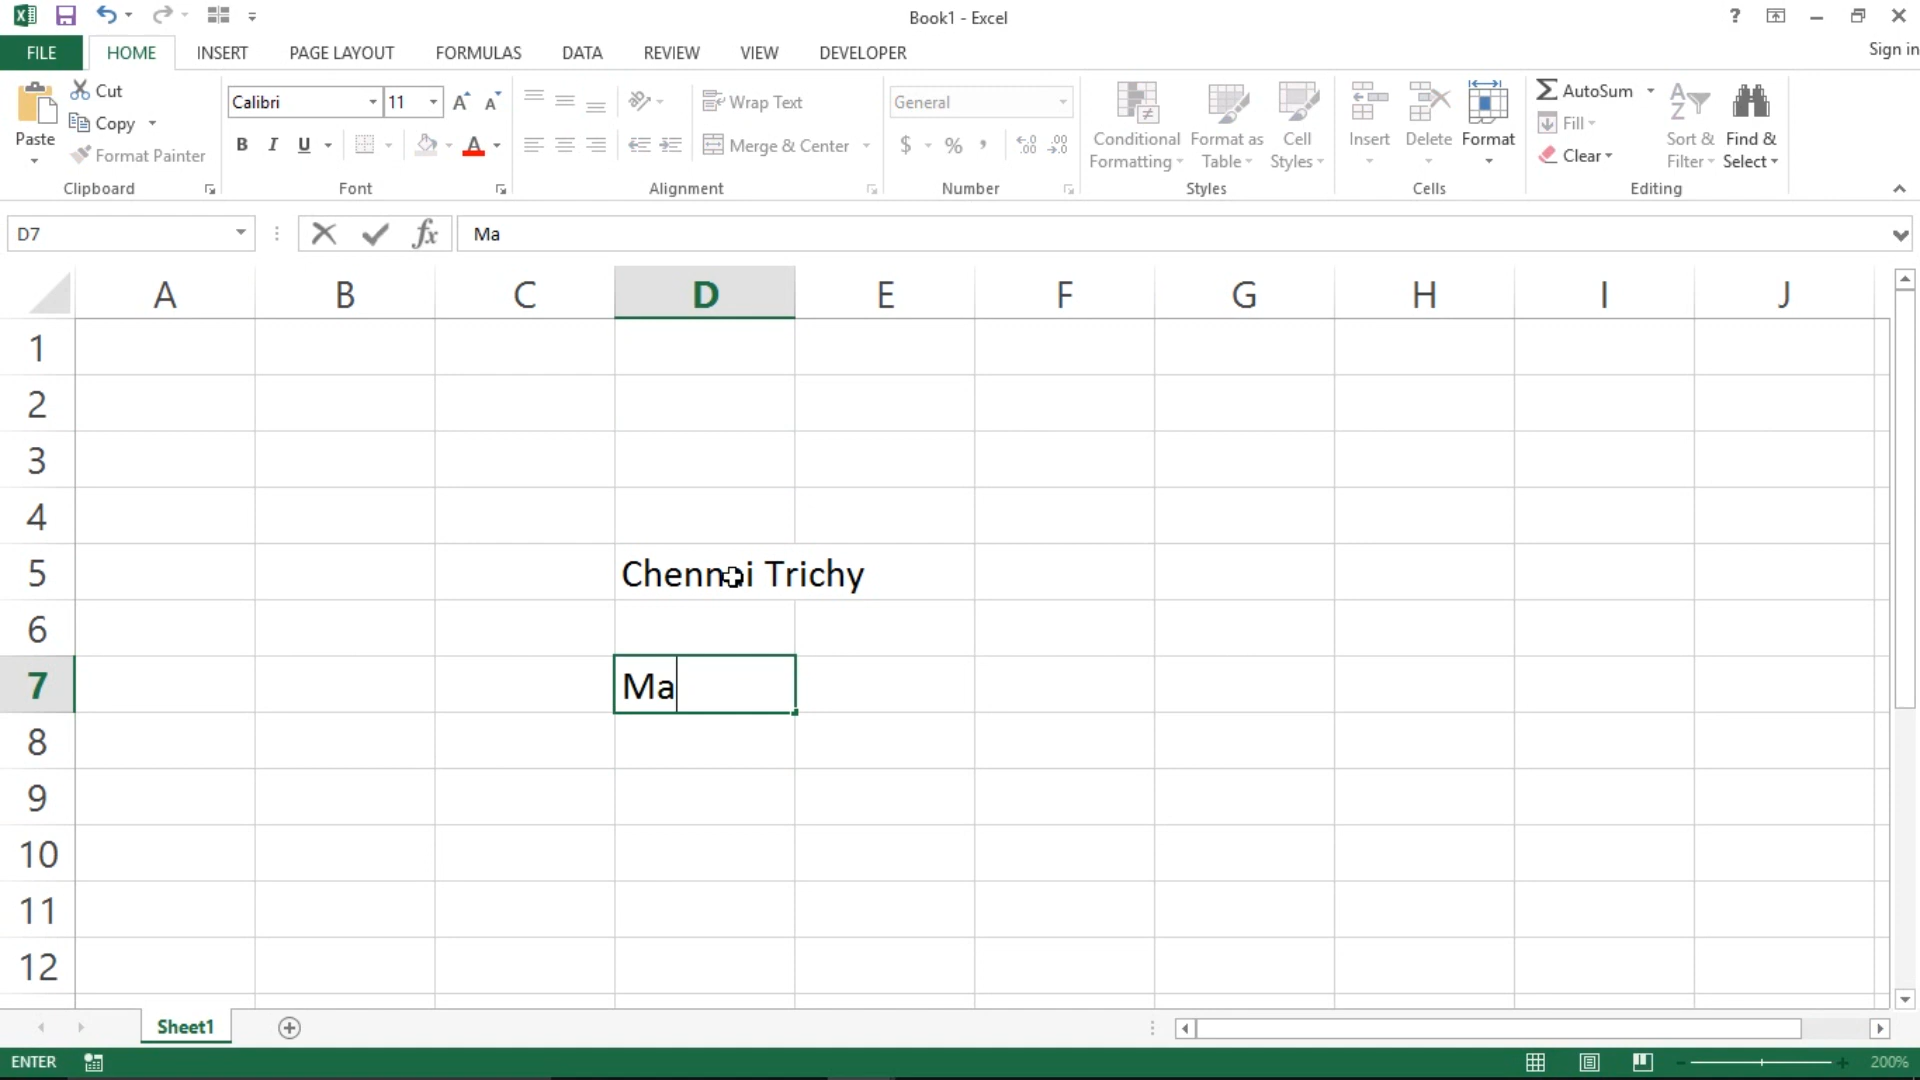 Book1 - Excel
?
FILE
HOME
INSERT
PAGE LAYOUT
FORMULAS
DATA
REVIEW
VIEW
DEVELOPER
Sign in
Paste
Cut
Copy
Format Painter
Clipboard
Calibri
11
A A
B I U
A
Font
Wrap Text
Merge & Center
Alignment
General
$ % ,
Number
Conditional
Formatting
Format as
Table
Cell
Styles
Styles
Insert
Delete
Format
Cells
AutoSum
Fill
Clear
Sort &
Filter
Find &
Select
Editing
D7
fx
Ma
A B C D E F G H I J
1
2
3
4
5 Chennai Trichy
6
7 Ma
8
9
10
11
12
Sheet1
ENTER
200%